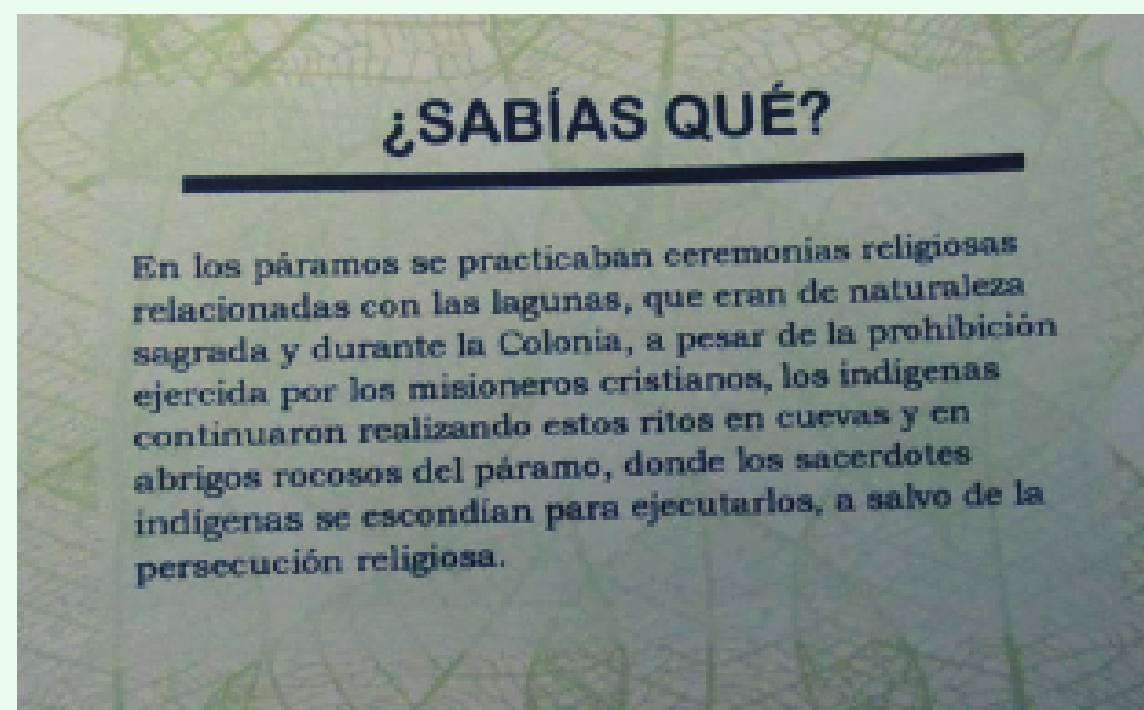 ¿SABÍAS QUÉ?
En los páramos se practicaban ceremonias religiosas
relacionadas con las lagunas, que eran de naturaleza
sagrada y durante la Colonia, a pesar de la prohibición
ejercida por los misioneros cristianos, los indígenas
continuaron realizando estos ritos en cuevas y en
abrigos rocosos del páramo, donde los sacerdotes
indígenas se escondían para ejecutarlos, a salvo de la
persecución religiosa.